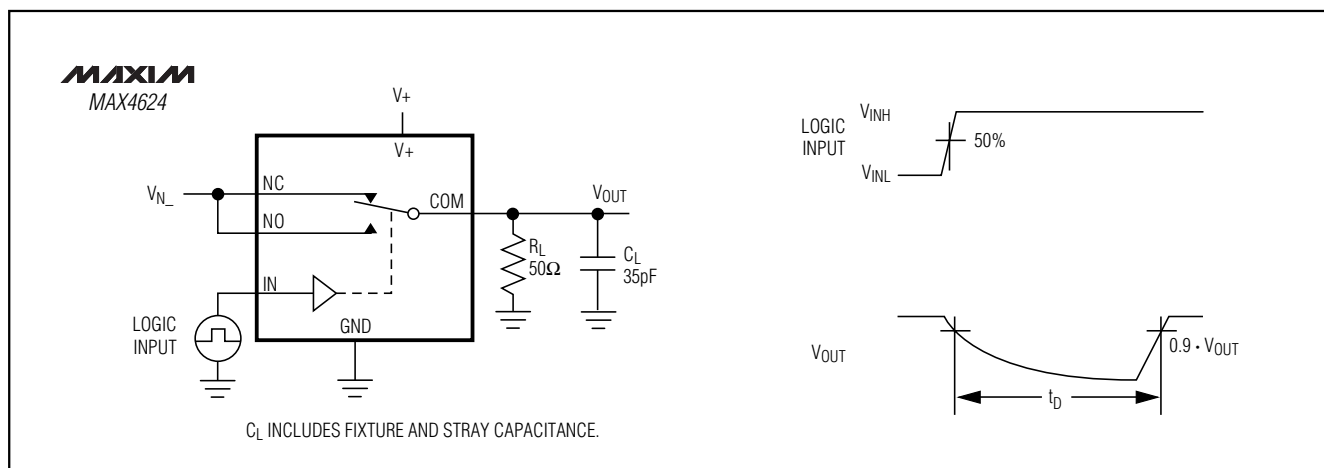 MAXIM
MAX4624
V+
V+
V_N_
NC
NO
COM
V_OUT
R_L
50Ω
C_L
35pF
IN
LOGIC
INPUT
GND
C_L INCLUDES FIXTURE AND STRAY CAPACITANCE.
LOGIC
INPUT
V_INH
50%
V_INL
V_OUT
0.9 · V_OUT
t_D